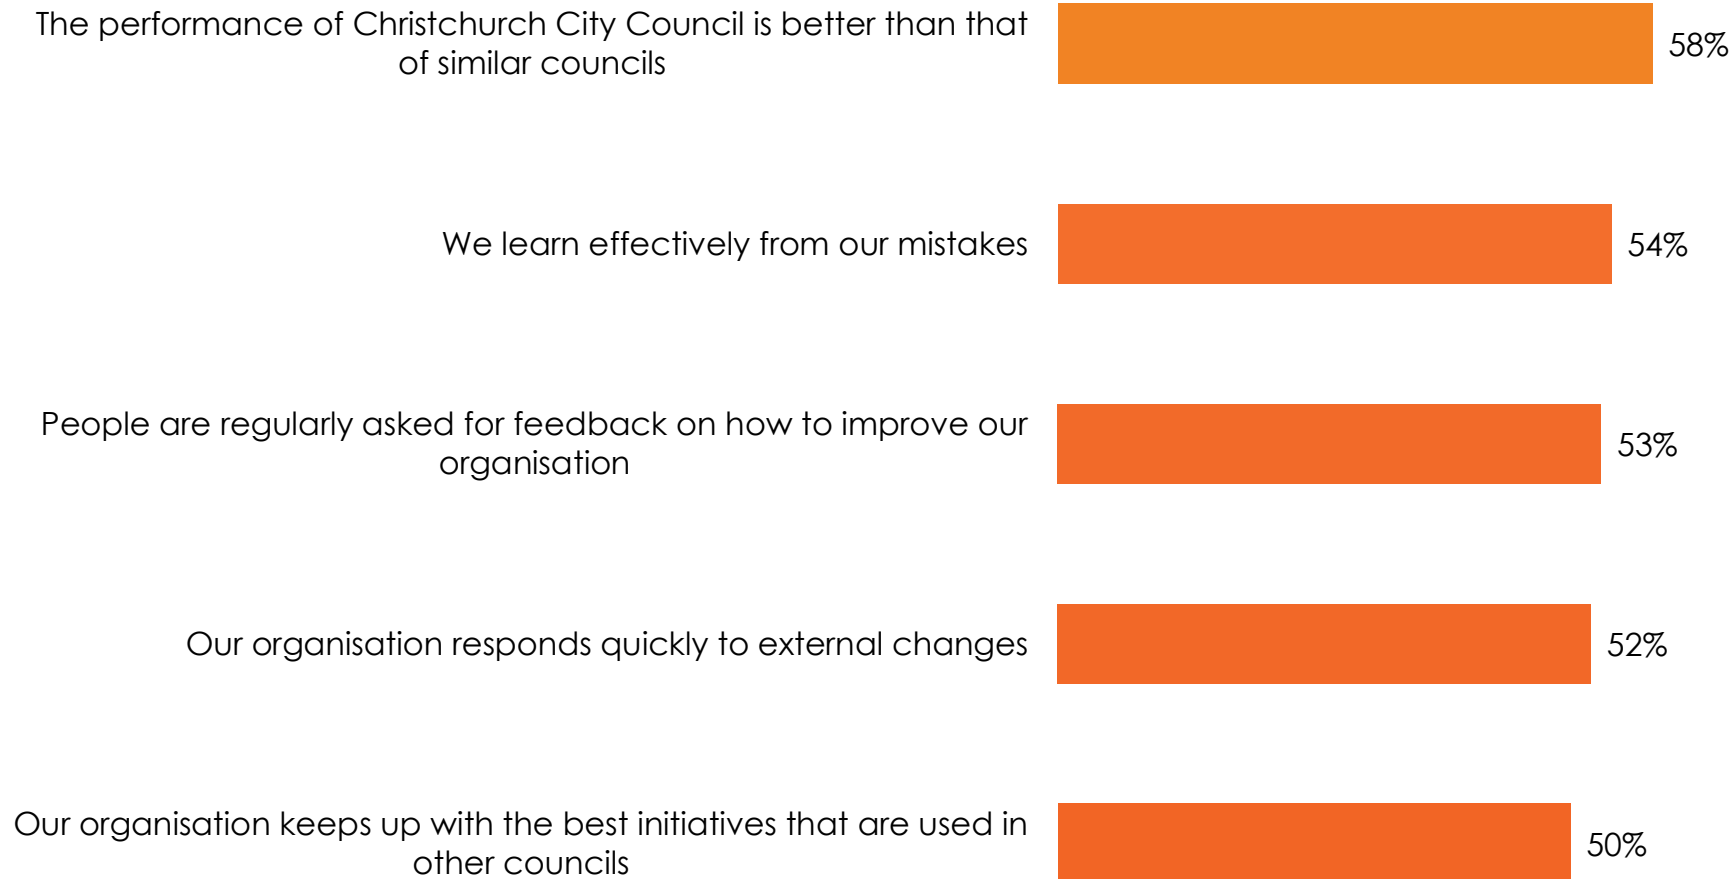 The performance of Christchurch City Council is better than that
of similar councils
58%
We learn effectively from our mistakes
54%
People are regularly asked for feedback on how to improve our
organisation
53%
Our organisation responds quickly to external changes
52%
Our organisation keeps up with the best initiatives that are used in
other councils
50%